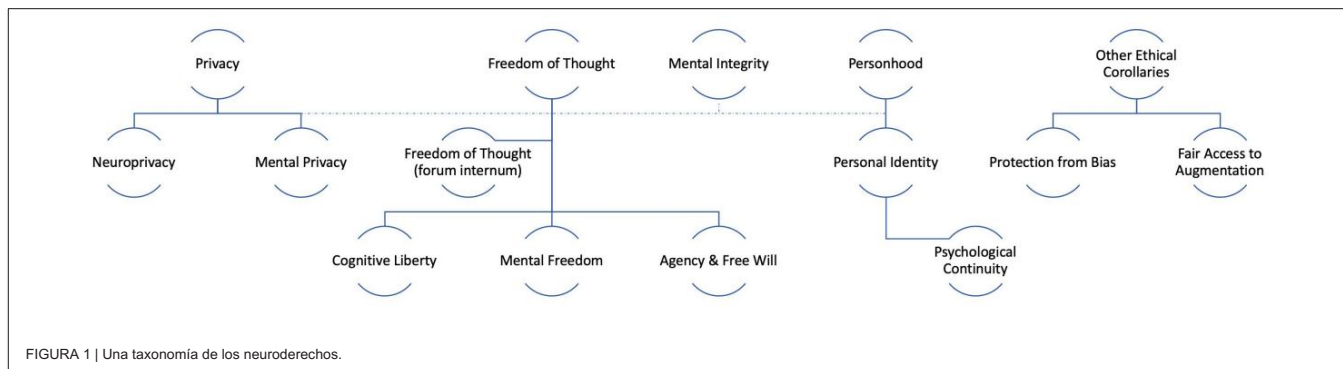 Privacy
Freedom of Thought
Mental Integrity
Personhood
Other Ethical
Corollaries
Neuroprivacy
Mental Privacy
Freedom of Thought
(forum internum)
Personal Identity
Protection from Bias
Fair Access to
Augmentation
Cognitive Liberty
Mental Freedom
Agency & Free Will
Psychological
Continuity
FIGURA 1 | Una taxonomía de los neuroderechos.